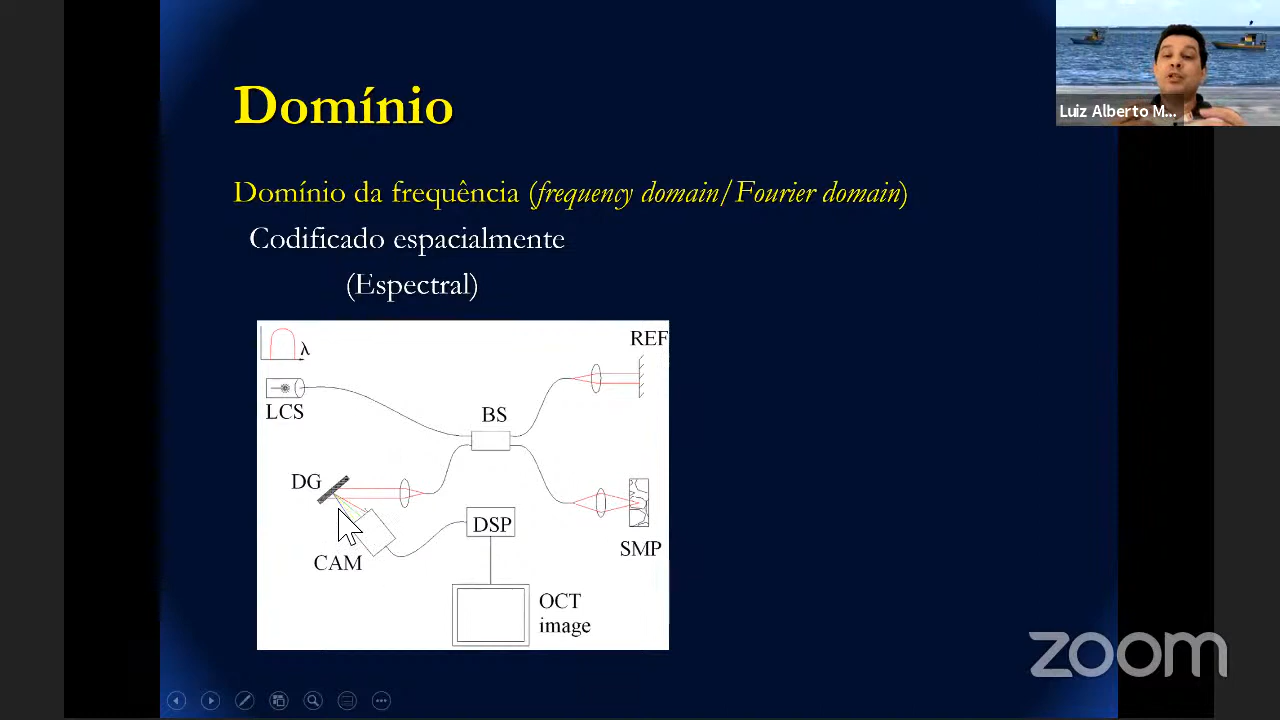 Domínio
Luiz Alberto M...
Domínio da frequência (frequency domain/Fourier domain)
Codificado espacialmente
(Espectral)
λ
REF
LCS
BS
DG
DSP
CAM
SMP
OCT
image
zoom